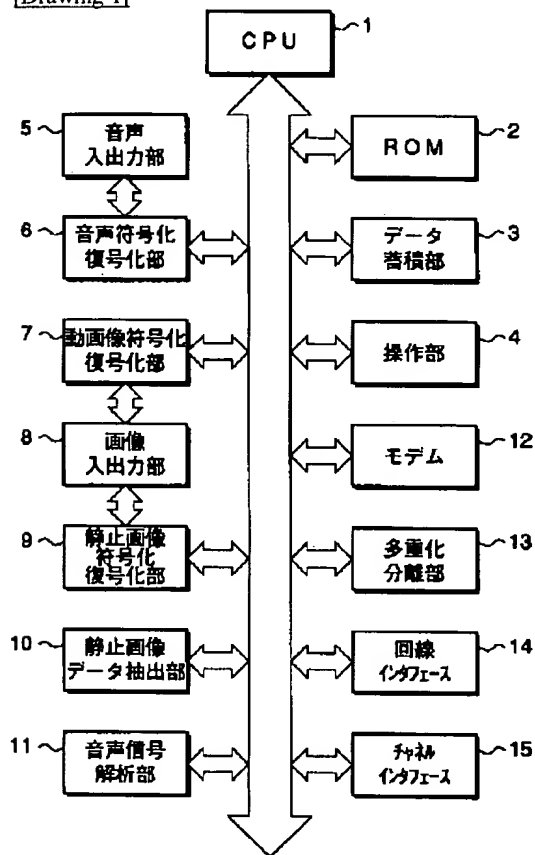 [Drawing 1]
CPU
1
5
音声
入出力部
ROM
2
6
音声符号化
復号化部
データ
蓄積部
3
7
動画像符号化
復号化部
操作部
4
8
画像
入出力部
モデム
12
9
静止画像
符号化
復号化部
多重化
分離部
13
10
静止画像
データ抽出部
回線
インタフェース
14
11
音声信号
解析部
チャネル
インタフェース
15